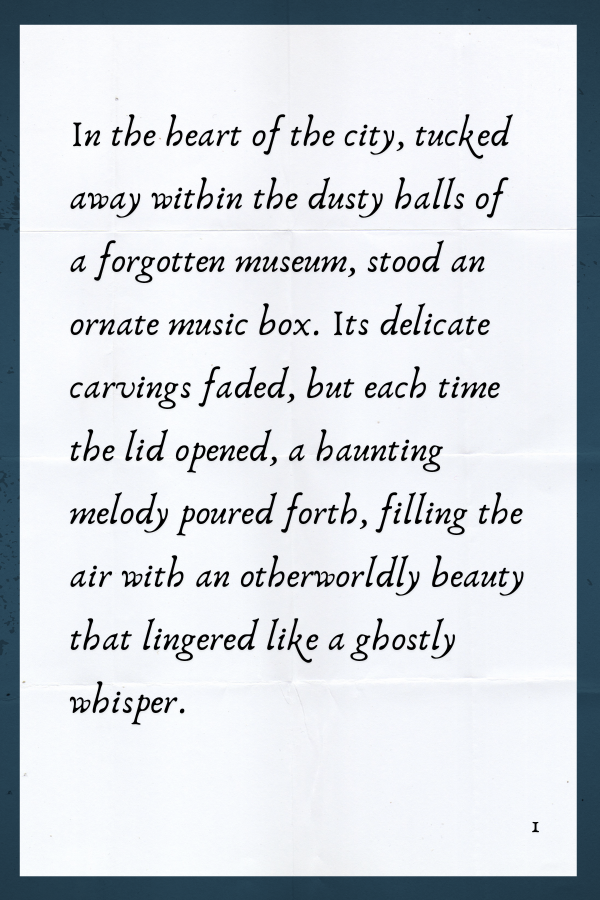 In the heart of the city, tucked
away within the dusty halls of
a forgotten museum, stood an
ornate music box. Its delicate
carvings faded, but each time
the lid opened, a haunting
melody poured forth, filling the
air with an otherworldly beauty
that lingered like a ghostly
whisper.
1